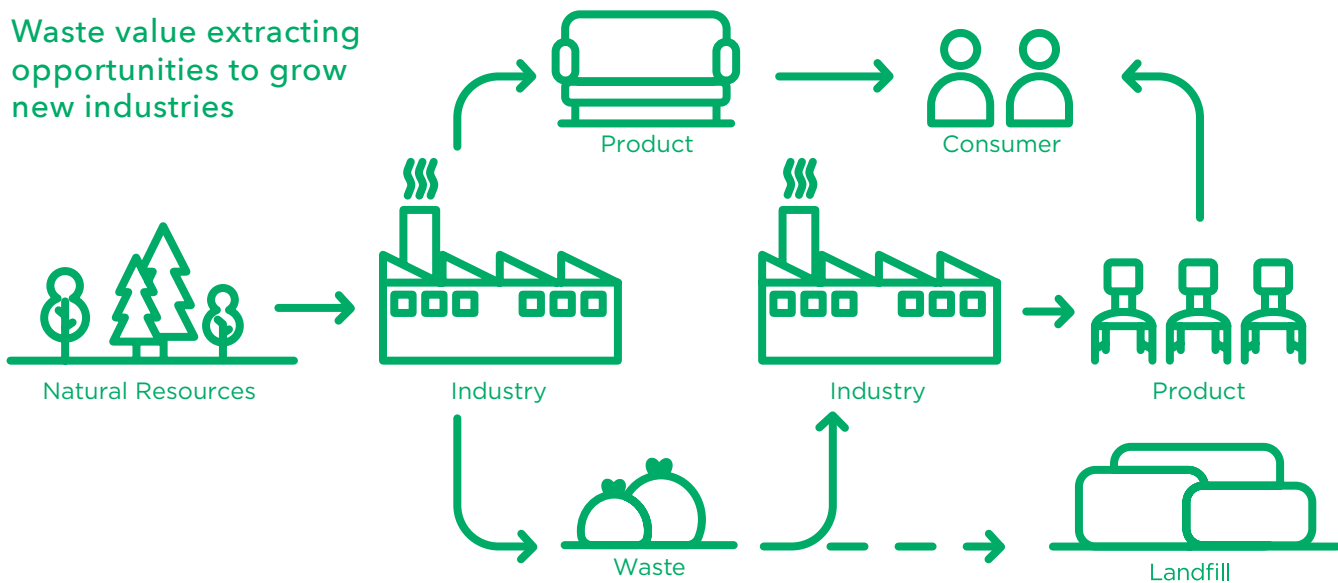 Waste value extracting
opportunities to grow
new industries
Product
Consumer
Natural Resources
Industry
Industry
Product
Waste
Landfill